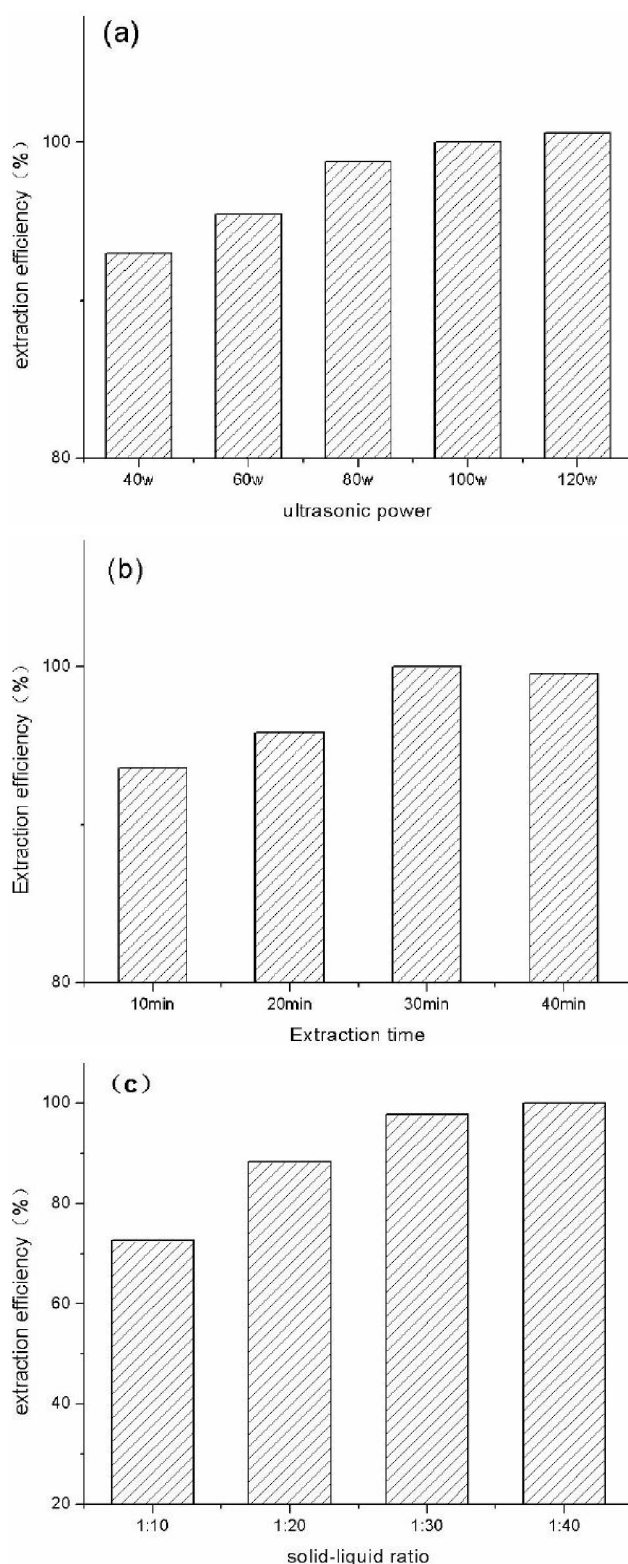 (a)
extraction efficiency（%）
100
80
40w 60w 80w 100w 120w
ultrasonic power
(b)
Extraction efficiency（%）
100
80
10min 20min 30min 40min
Extraction time
（c）
extraction efficiency（%）
100
80
60
40
20
1:10 1:20 1:30 1:40
solid-liquid ratio